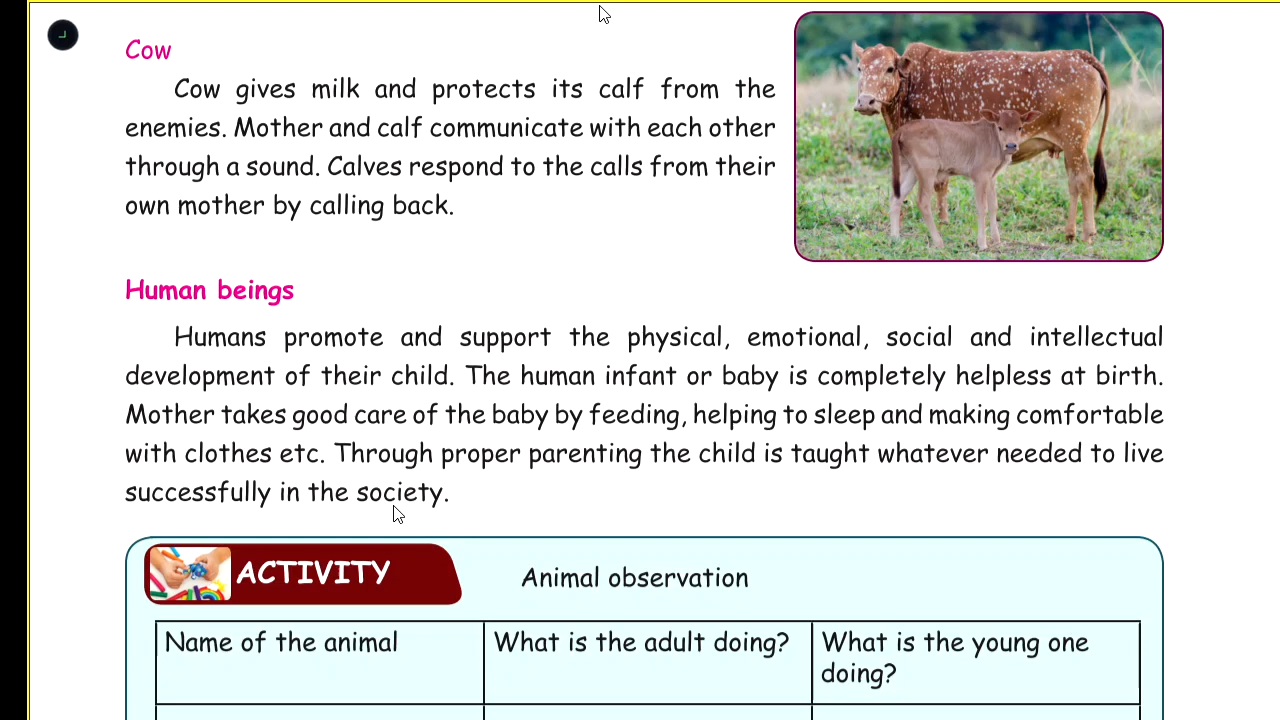 Cow
Cow gives milk and protects its calf from the
enemies. Mother and calf communicate with each other
through a sound. Calves respond to the calls from their
own mother by calling back.
Human beings
Humans promote and support the physical, emotional, social and intellectual
development of their child. The human infant or baby is completely helpless at birth.
Mother takes good care of the baby by feeding, helping to sleep and making comfortable
with clothes etc. Through proper parenting the child is taught whatever needed to live
successfully in the society.
ACTIVITY
Animal observation
Name of the animal
What is the adult doing?
What is the young one
doing?